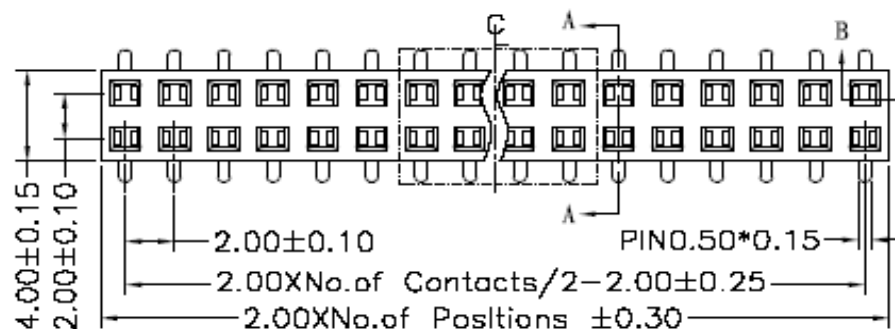 C
A
B
A
4.00±0.15
2.00±0.10
2.00±0.10
PIN0.50*0.15
2.00XNo.of Contacts/2-2.00±0.25
2.00XNo.of Positions ±0.30